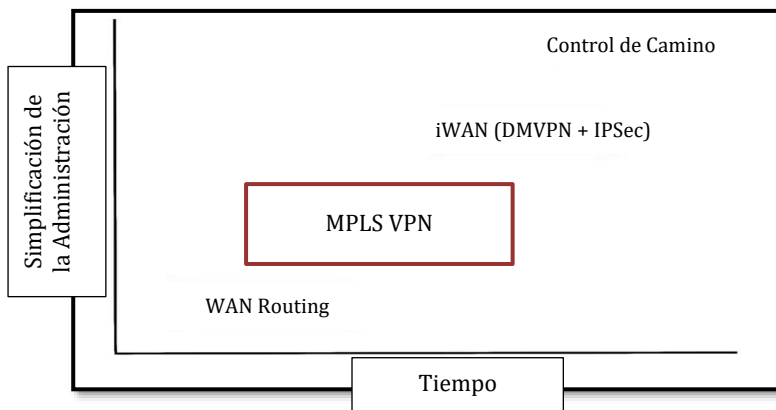 Control de Camino
iWAN (DMVPN + IPSec)
Simplificación de
la Administración
MPLS VPN
WAN Routing
Tiempo